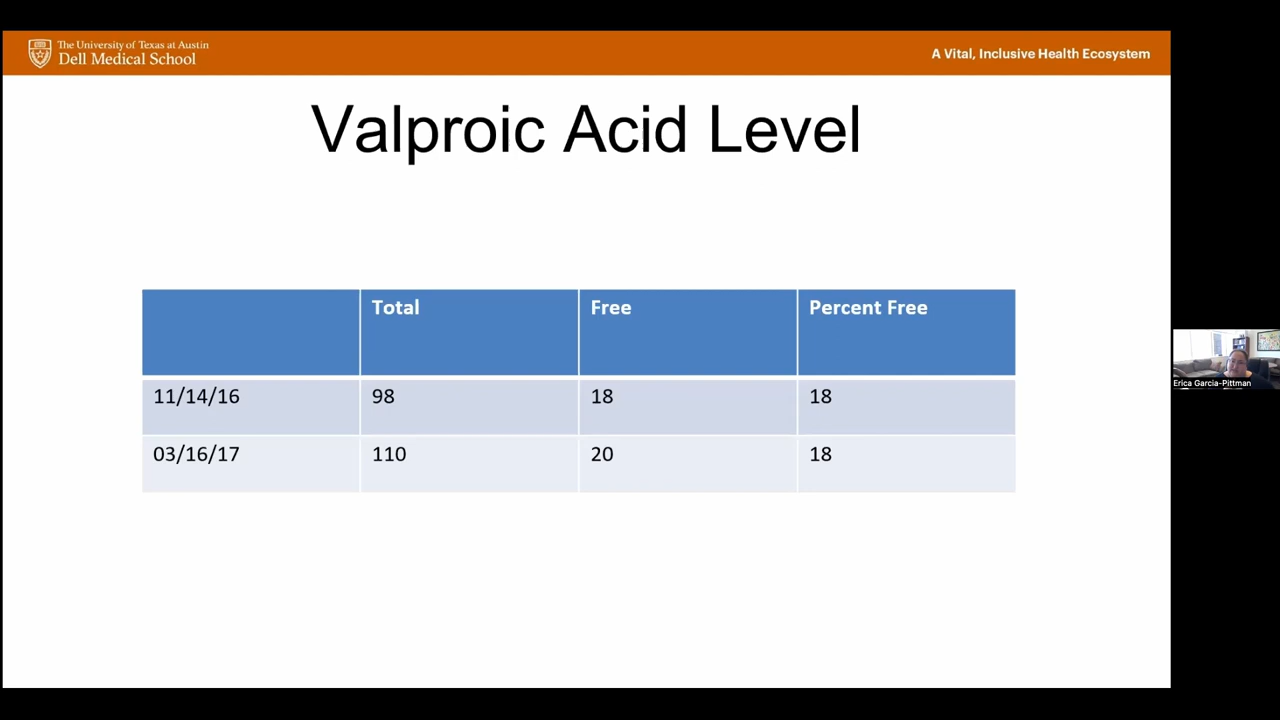 The University of Texas at Austin
Dell Medical School
A Vital, Inclusive Health Ecosystem
Valproic Acid Level
Total Free Percent Free
11/14/16 98 18 18
03/16/17 110 20 18
Erica Garcia-Pittman